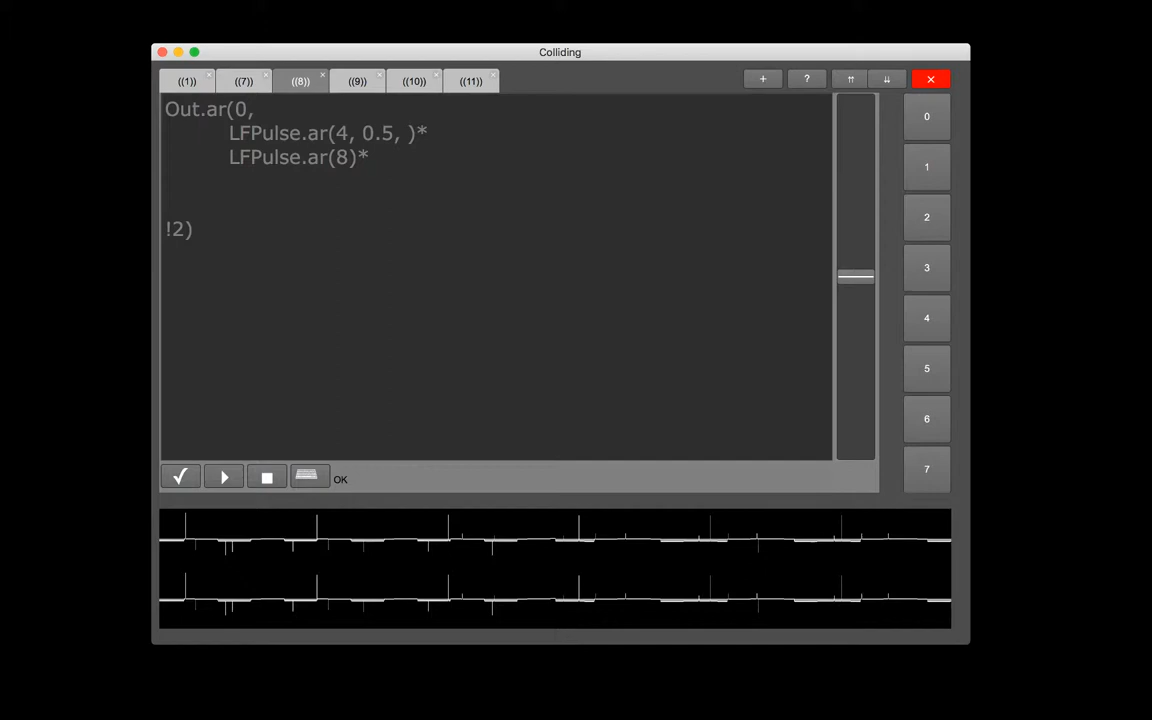 Colliding
((1)) ((7)) ((8)) ((9)) ((10)) ((11)) + ?
Out.ar(0,
LFPulse.ar(4, 0.5, )*
LFPulse.ar(8)*
!2)
0
1
2
3
4
5
6
7
OK